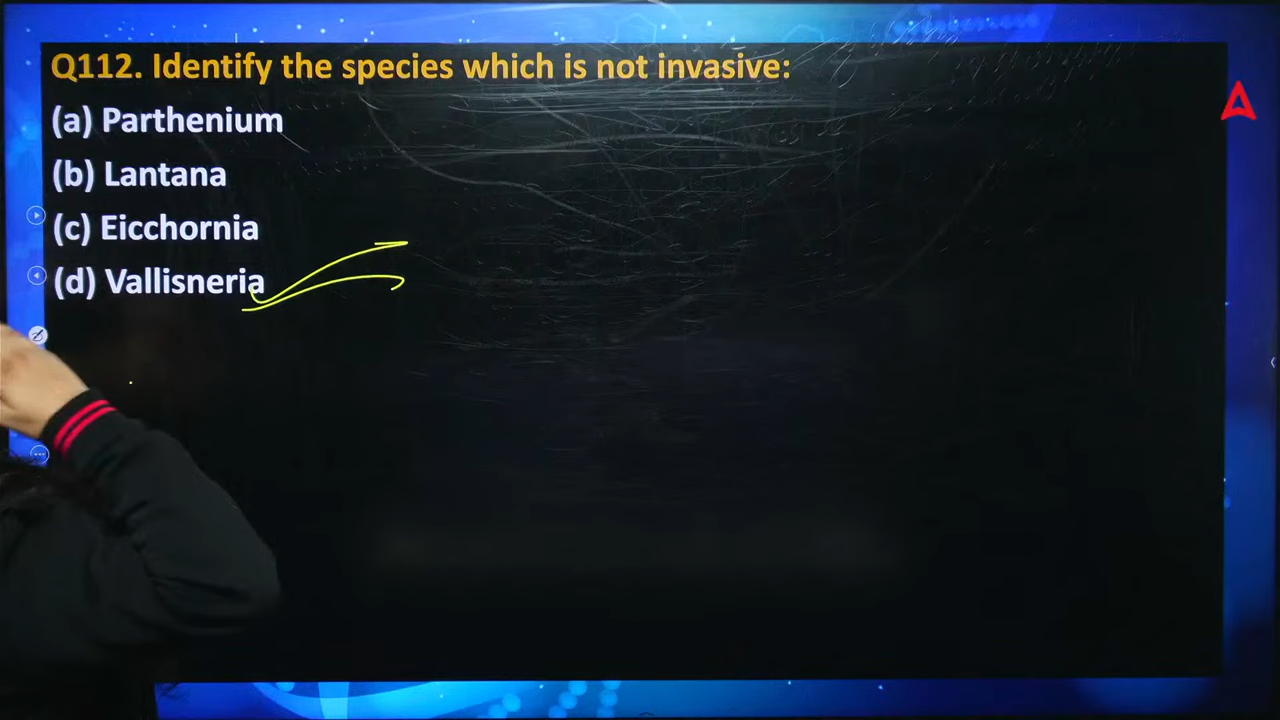 Q112. Identify the species which is not invasive:
(a) Parthenium
(b) Lantana
(c) Eicchornia
(d) Vallisneria